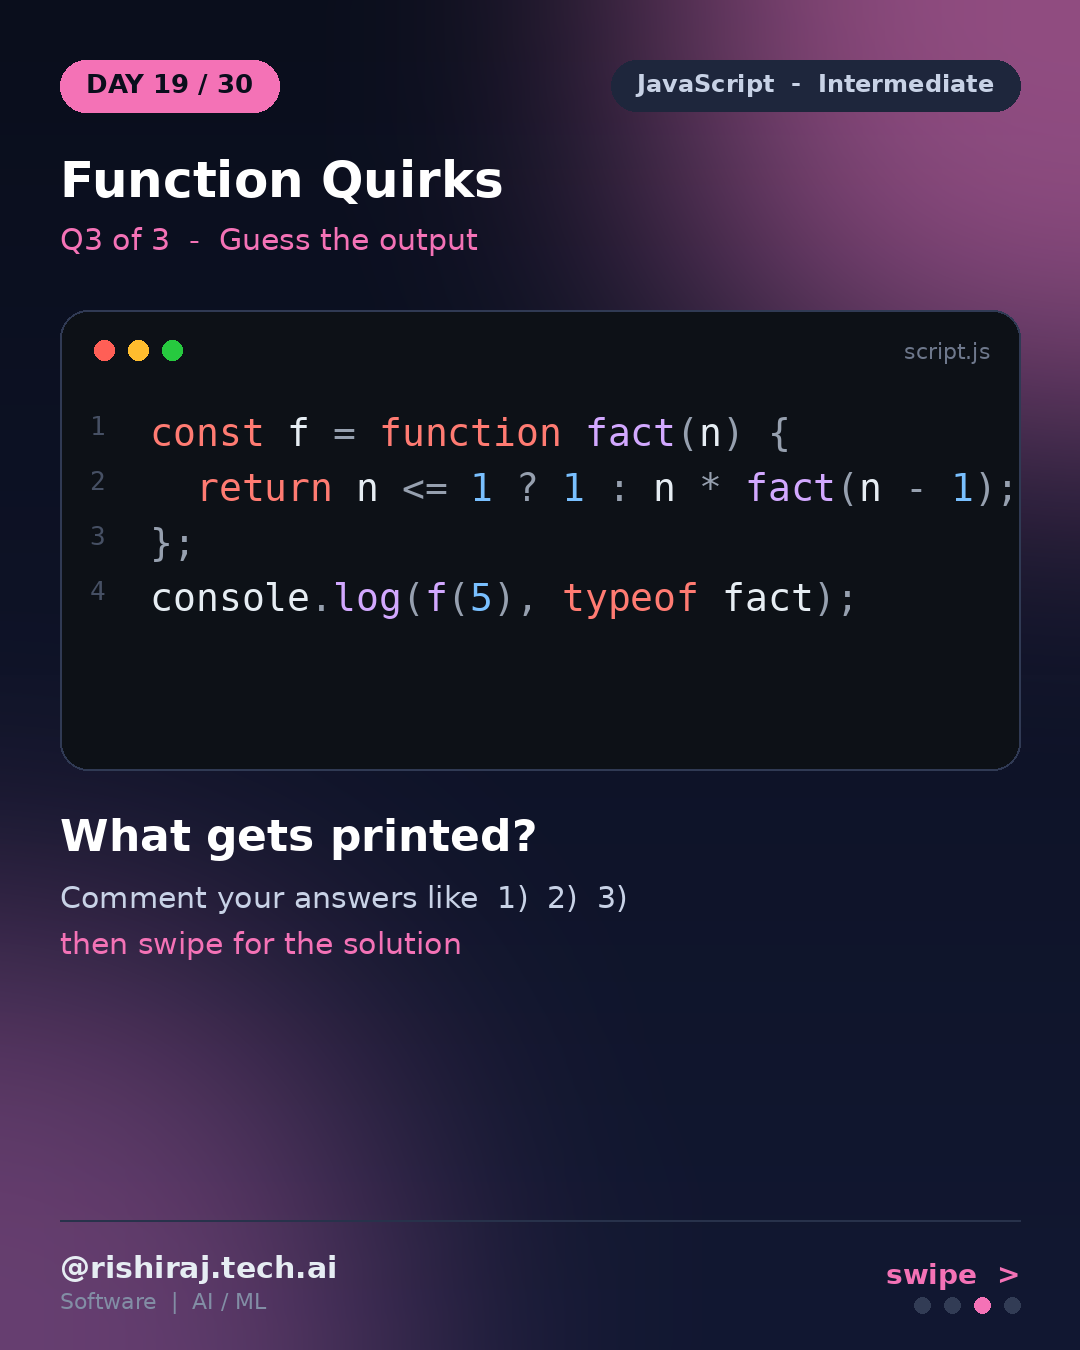 DAY 19 / 30
JavaScript - Intermediate
Function Quirks
Q3 of 3 - Guess the output
script.js
1 const f = function fact(n) {
2   return n <= 1 ? 1 : n * fact(n - 1);
3 };
4 console.log(f(5), typeof fact);
What gets printed?
Comment your answers like 1) 2) 3)
then swipe for the solution
@rishiraj.tech.ai
Software | AI / ML
swipe >